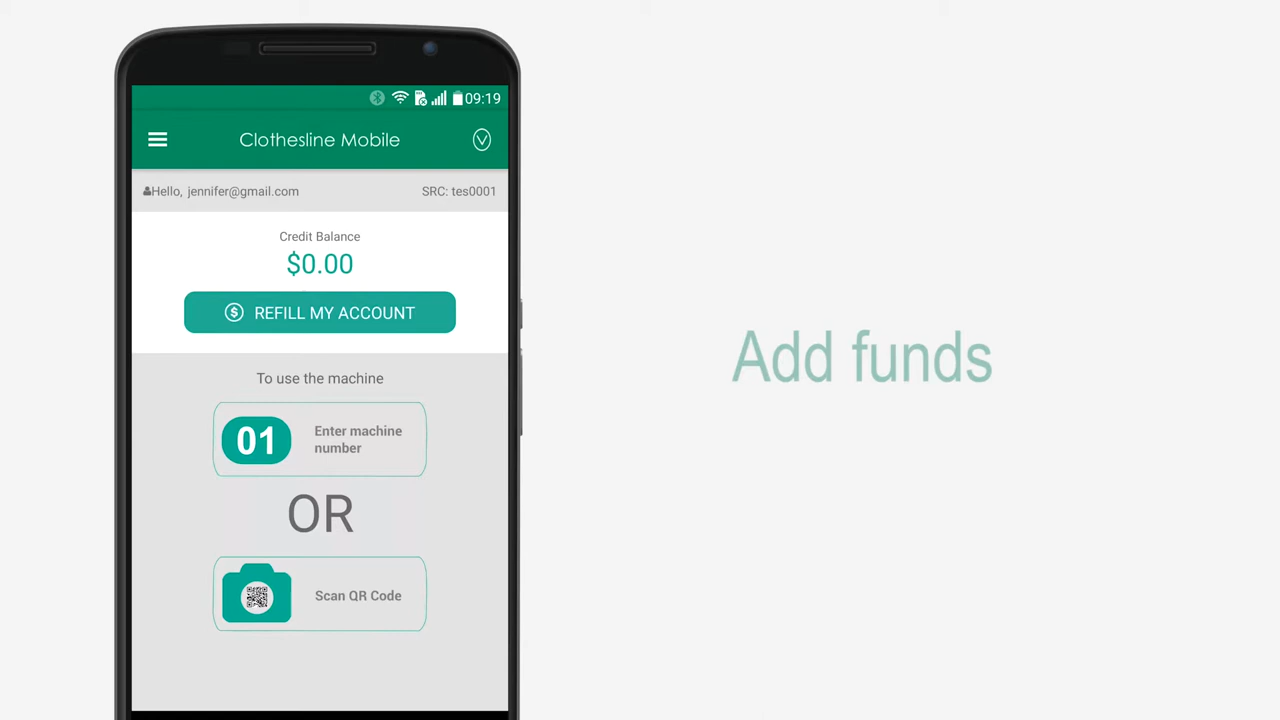 09:19
Clothesline Mobile
Hello, jennifer@gmail.com SRC: tes0001
Credit Balance
$0.00
$ REFILL MY ACCOUNT
To use the machine
01 Enter machine
number
OR
Scan QR Code
Add funds